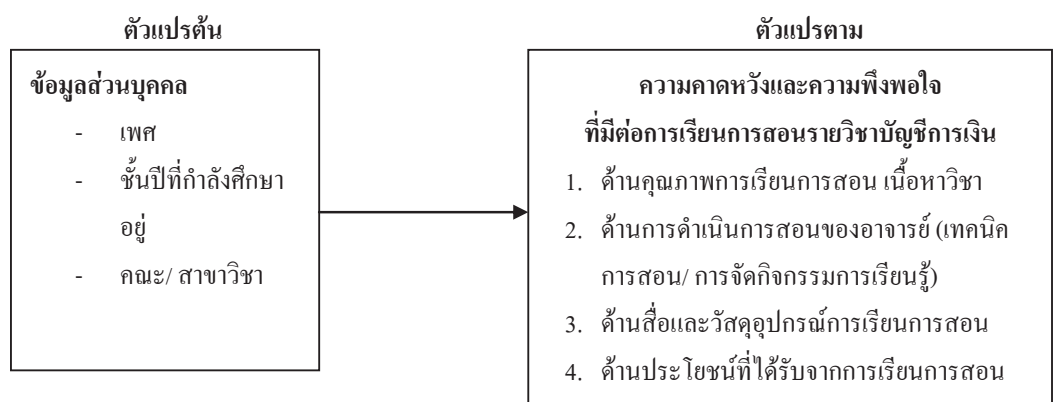 ตัวแปรต้น
ข้อมูลส่วนบุคคล
- เพศ
- ชั้นปีที่กำลังศึกษา
อยู่
- คณะ/ สาขาวิชา
ตัวแปรตาม
ความคาดหวังและความพึงพอใจ
ที่มีต่อการเรียนการสอนรายวิชาบัญชีการเงิน
1. ด้านคุณภาพการเรียนการสอน เนื้อหาวิชา
2. ด้านการดำเนินการสอนของอาจารย์ (เทคนิค
การสอน/ การจัดกิจกรรมการเรียนรู้)
3. ด้านสื่อและวัสดุอุปกรณ์การเรียนการสอน
4. ด้านประโยชน์ที่ได้รับจากการเรียนการสอน